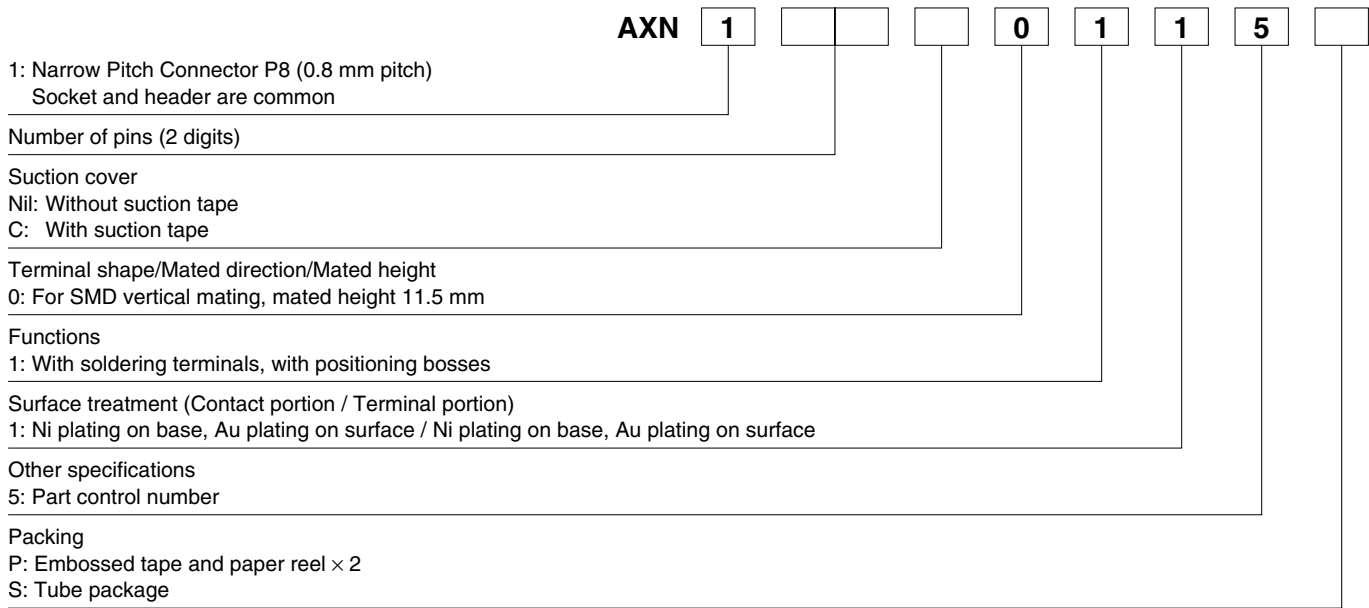 AXN 1 0 1 1 5
1: Narrow Pitch Connector P8 (0.8 mm pitch)
Socket and header are common
Number of pins (2 digits)
Suction cover
Nil: Without suction tape
C: With suction tape
Terminal shape/Mated direction/Mated height
0: For SMD vertical mating, mated height 11.5 mm
Functions
1: With soldering terminals, with positioning bosses
Surface treatment (Contact portion / Terminal portion)
1: Ni plating on base, Au plating on surface / Ni plating on base, Au plating on surface
Other specifications
5: Part control number
Packing
P: Embossed tape and paper reel × 2
S: Tube package